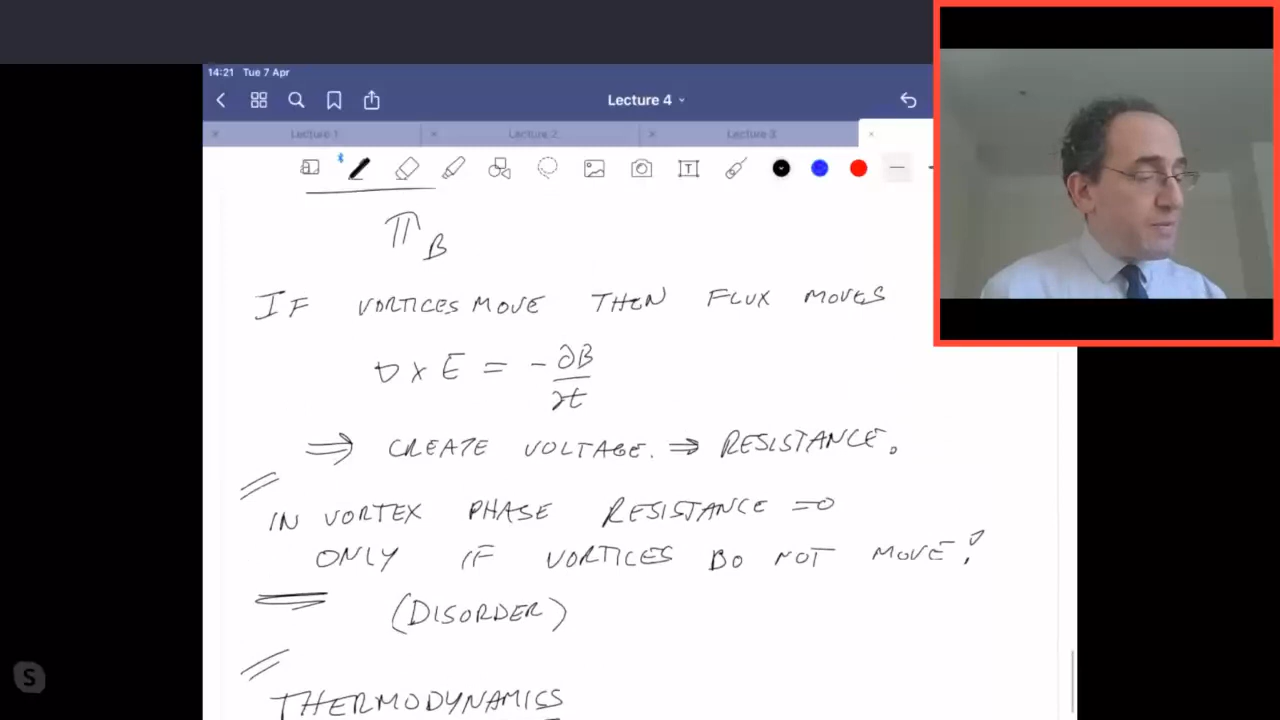 14:21 Tue 7 Apr
Lecture 4
Lecture 1 Lecture 2 Lecture 3
T
π B
IF VORTICES MOVE THEN FLUX MOVES
∇ × E = - ∂B/∂t
⇒ CREATE VOLTAGE. ⇒ RESISTANCE.
IN VORTEX PHASE RESISTANCE = 0
ONLY IF VORTICES DO NOT MOVE!
(DISORDER)
THERMODYNAMICS
S